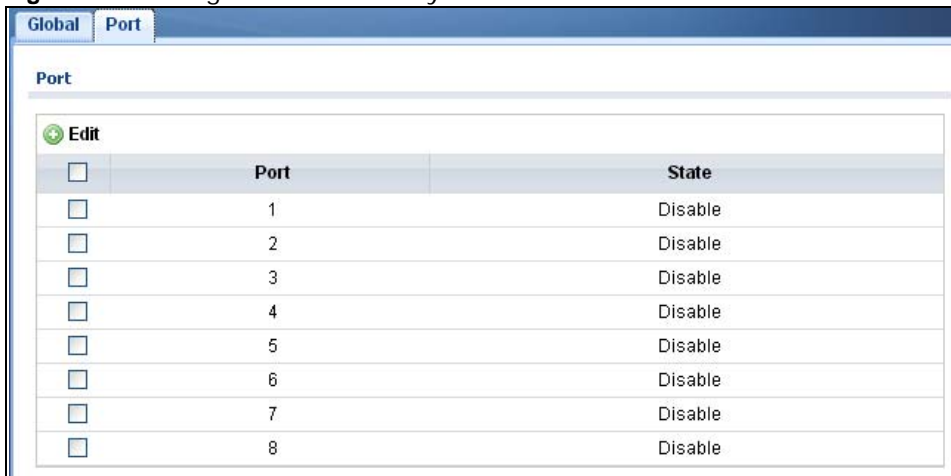 Global Port
Port
Edit
Port State
1 Disable
2 Disable
3 Disable
4 Disable
5 Disable
6 Disable
7 Disable
8 Disable